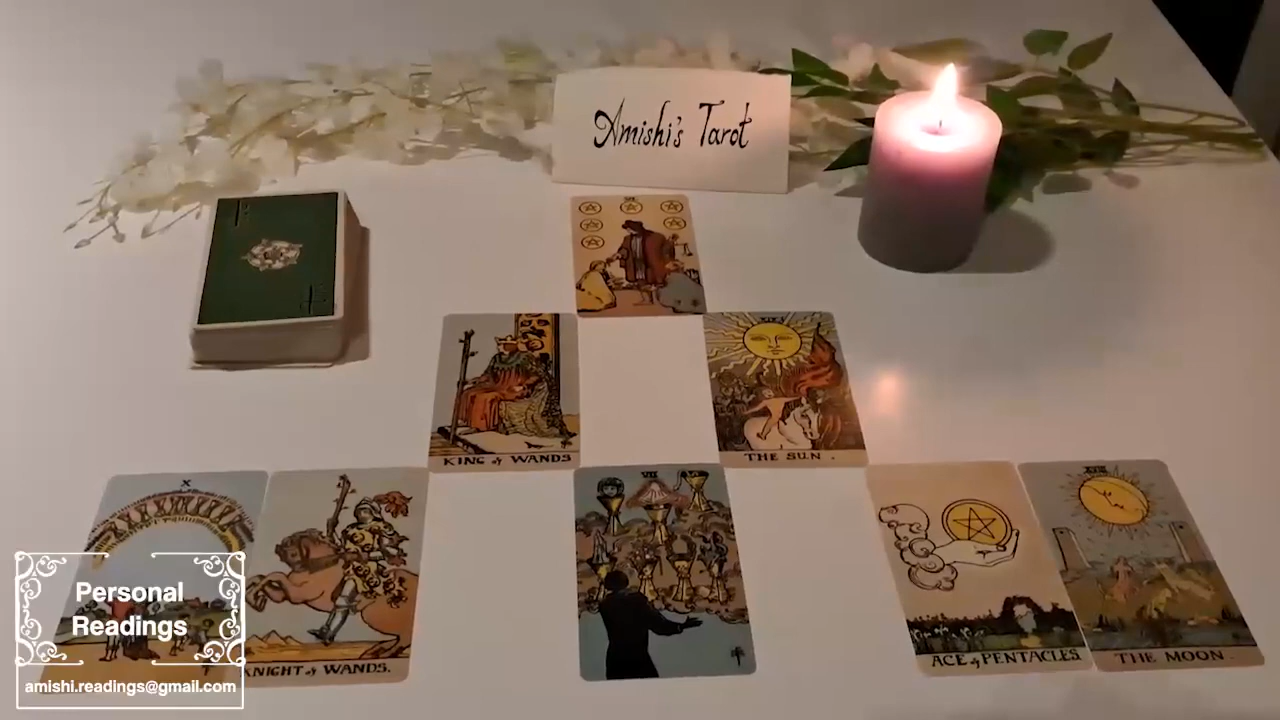 Amishi's Tarot
KING of WANDS
THE SUN.
X
VII
KNIGHT of WANDS.
ACE of PENTACLES.
THE MOON.
Personal
Readings
amishi.readings@gmail.com